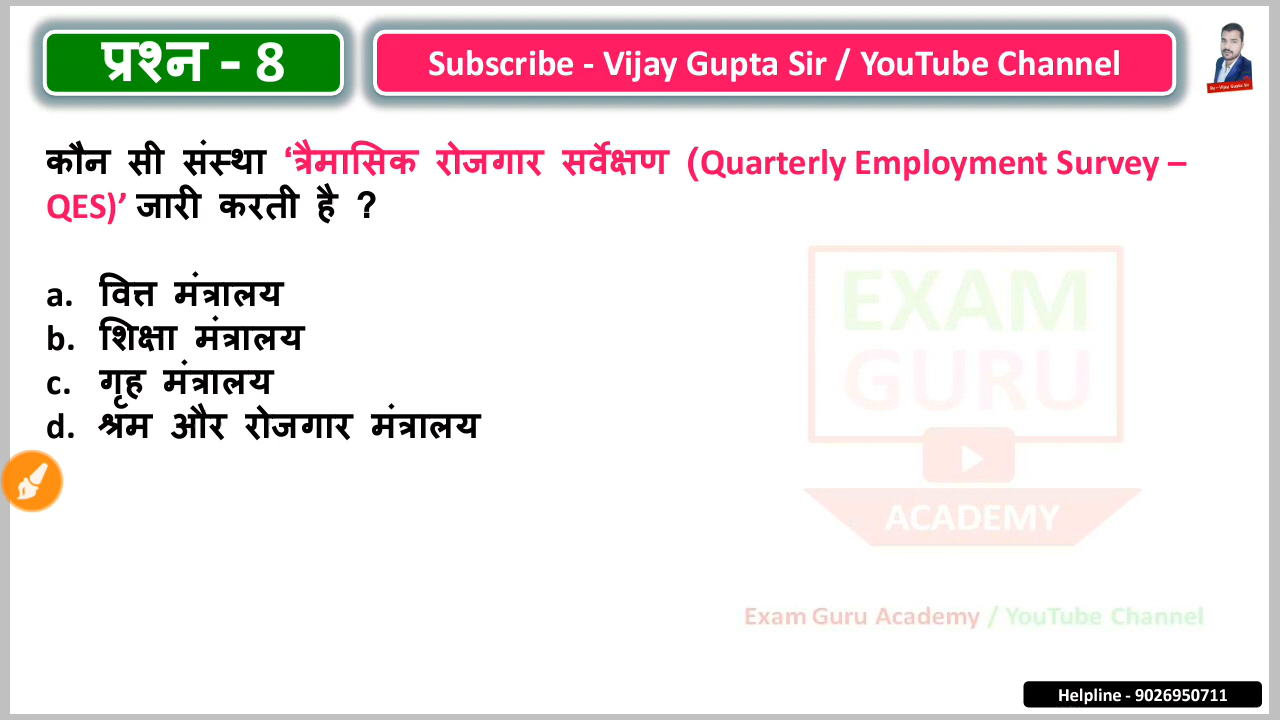 प्रश्न - 8
Subscribe - Vijay Gupta Sir / YouTube Channel
कौन सी संस्था ‘त्रैमासिक रोजगार सर्वेक्षण (Quarterly Employment Survey –
QES)’ जारी करती है ?
a. वित्त मंत्रालय
b. शिक्षा मंत्रालय
c. गृह मंत्रालय
d. श्रम और रोजगार मंत्रालय
EXAM
GURU
ACADEMY
Exam Guru Academy / YouTube Channel
Helpline - 9026950711